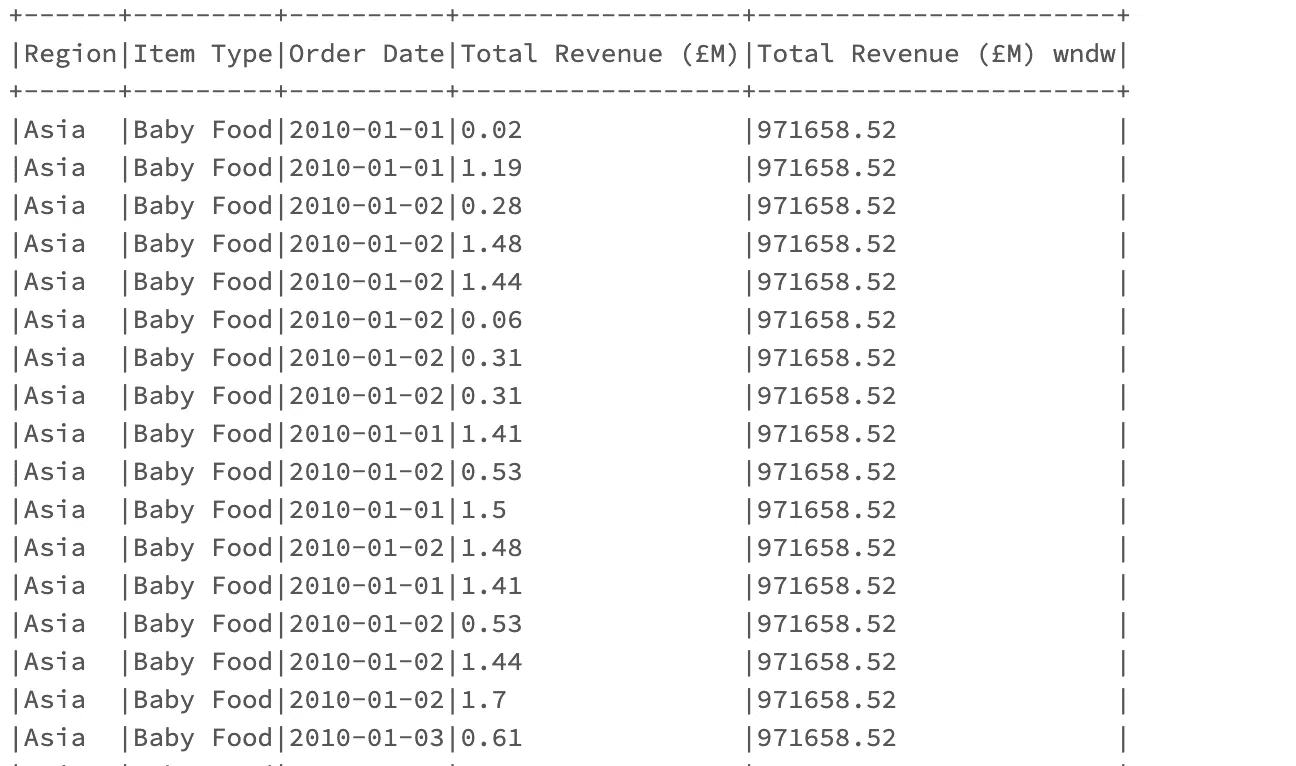 +------+---------+----------+------------------+-----------------------+
|Region|Item Type|Order Date|Total Revenue (£M)|Total Revenue (£M) wndw|
+------+---------+----------+------------------+-----------------------+
|Asia  |Baby Food|2010-01-01|0.02              |971658.52              |
|Asia  |Baby Food|2010-01-01|1.19              |971658.52              |
|Asia  |Baby Food|2010-01-02|0.28              |971658.52              |
|Asia  |Baby Food|2010-01-02|1.48              |971658.52              |
|Asia  |Baby Food|2010-01-02|1.44              |971658.52              |
|Asia  |Baby Food|2010-01-02|0.06              |971658.52              |
|Asia  |Baby Food|2010-01-02|0.31              |971658.52              |
|Asia  |Baby Food|2010-01-02|0.31              |971658.52              |
|Asia  |Baby Food|2010-01-01|1.41              |971658.52              |
|Asia  |Baby Food|2010-01-02|0.53              |971658.52              |
|Asia  |Baby Food|2010-01-01|1.5               |971658.52              |
|Asia  |Baby Food|2010-01-02|1.48              |971658.52              |
|Asia  |Baby Food|2010-01-01|1.41              |971658.52              |
|Asia  |Baby Food|2010-01-02|0.53              |971658.52              |
|Asia  |Baby Food|2010-01-02|1.44              |971658.52              |
|Asia  |Baby Food|2010-01-02|1.7               |971658.52              |
|Asia  |Baby Food|2010-01-03|0.61              |971658.52              |